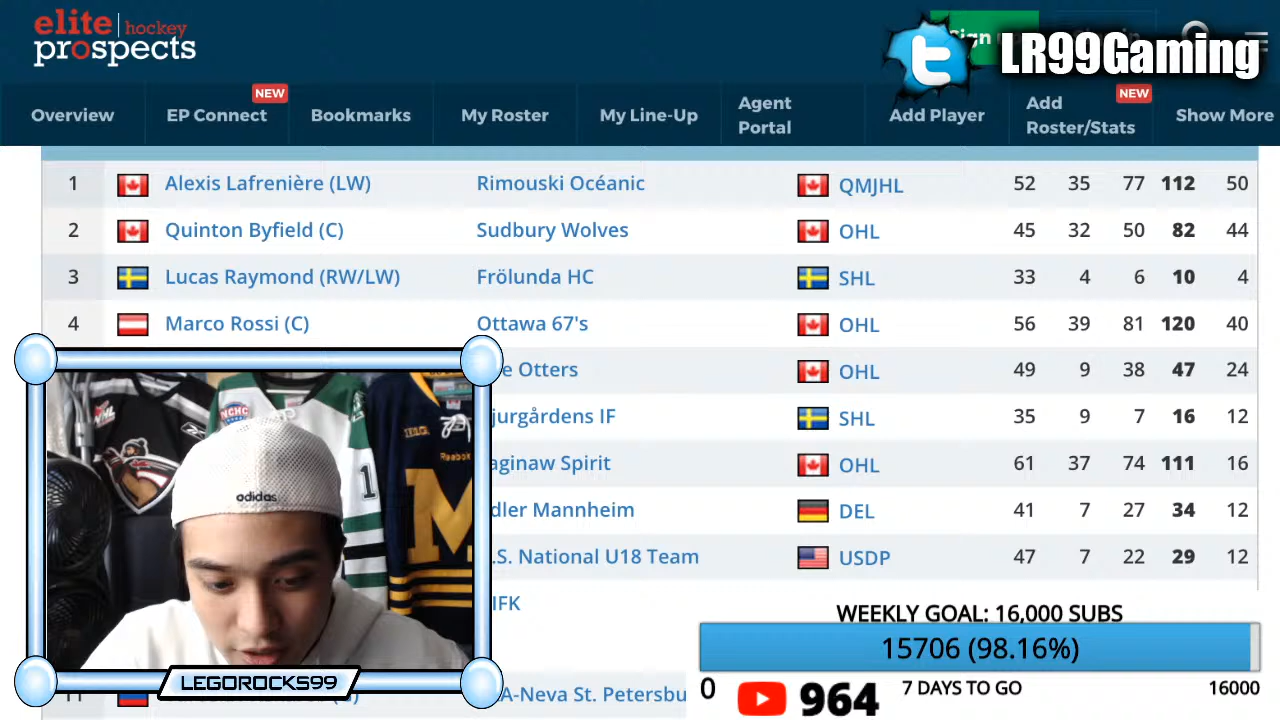 elite hockey
prospects
LR99Gaming
Overview
EP Connect
NEW
Bookmarks
My Roster
My Line-Up
Agent
Portal
Add Player
Add
Roster/Stats
NEW
Show More
1 Alexis Lafrenière (LW) Rimouski Océanic QMJHL 52 35 77 112 50
2 Quinton Byfield (C) Sudbury Wolves OHL 45 32 50 82 44
3 Lucas Raymond (RW/LW) Frölunda HC SHL 33 4 6 10 4
4 Marco Rossi (C) Ottawa 67's OHL 56 39 81 120 40
e Otters OHL 49 9 38 47 24
jurgårdens IF SHL 35 9 7 16 12
aginaw Spirit OHL 61 37 74 111 16
dler Mannheim DEL 41 7 27 34 12
.S. National U18 Team USDP 47 7 22 29 12
IFK
A-Neva St. Petersbu
NCHC
1
Reebok
M
adidas
LEGOROCKS99
WEEKLY GOAL: 16,000 SUBS
15706 (98.16%)
0 964 7 DAYS TO GO 16000